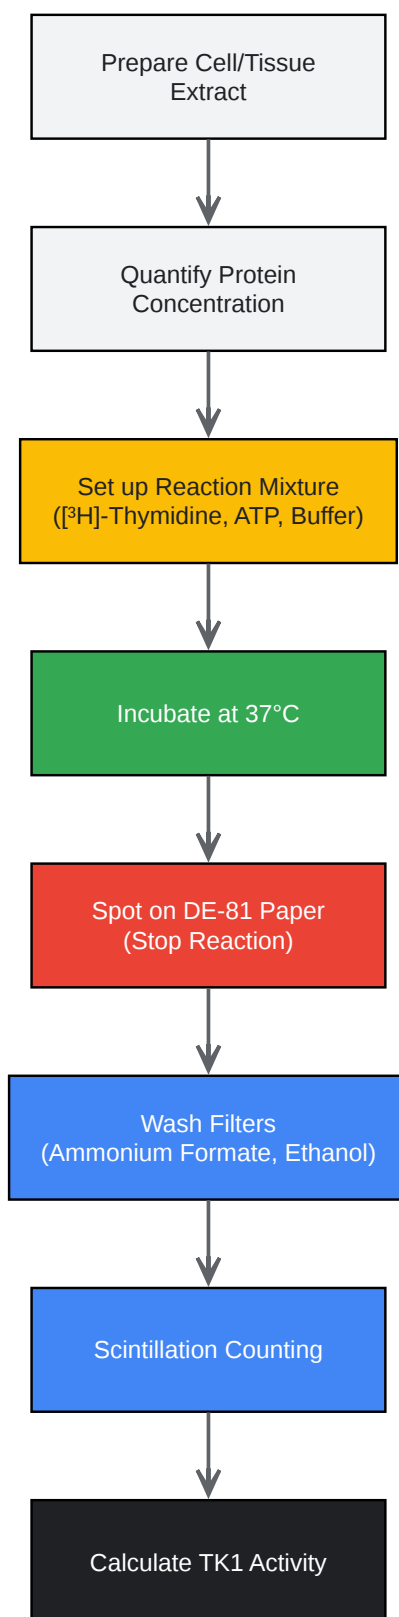 Prepare Cell/Tissue
Extract
Quantify Protein
Concentration
Set up Reaction Mixture
([³H]-Thymidine, ATP, Buffer)
Incubate at 37°C
Spot on DE-81 Paper
(Stop Reaction)
Wash Filters
(Ammonium Formate, Ethanol)
Scintillation Counting
Calculate TK1 Activity